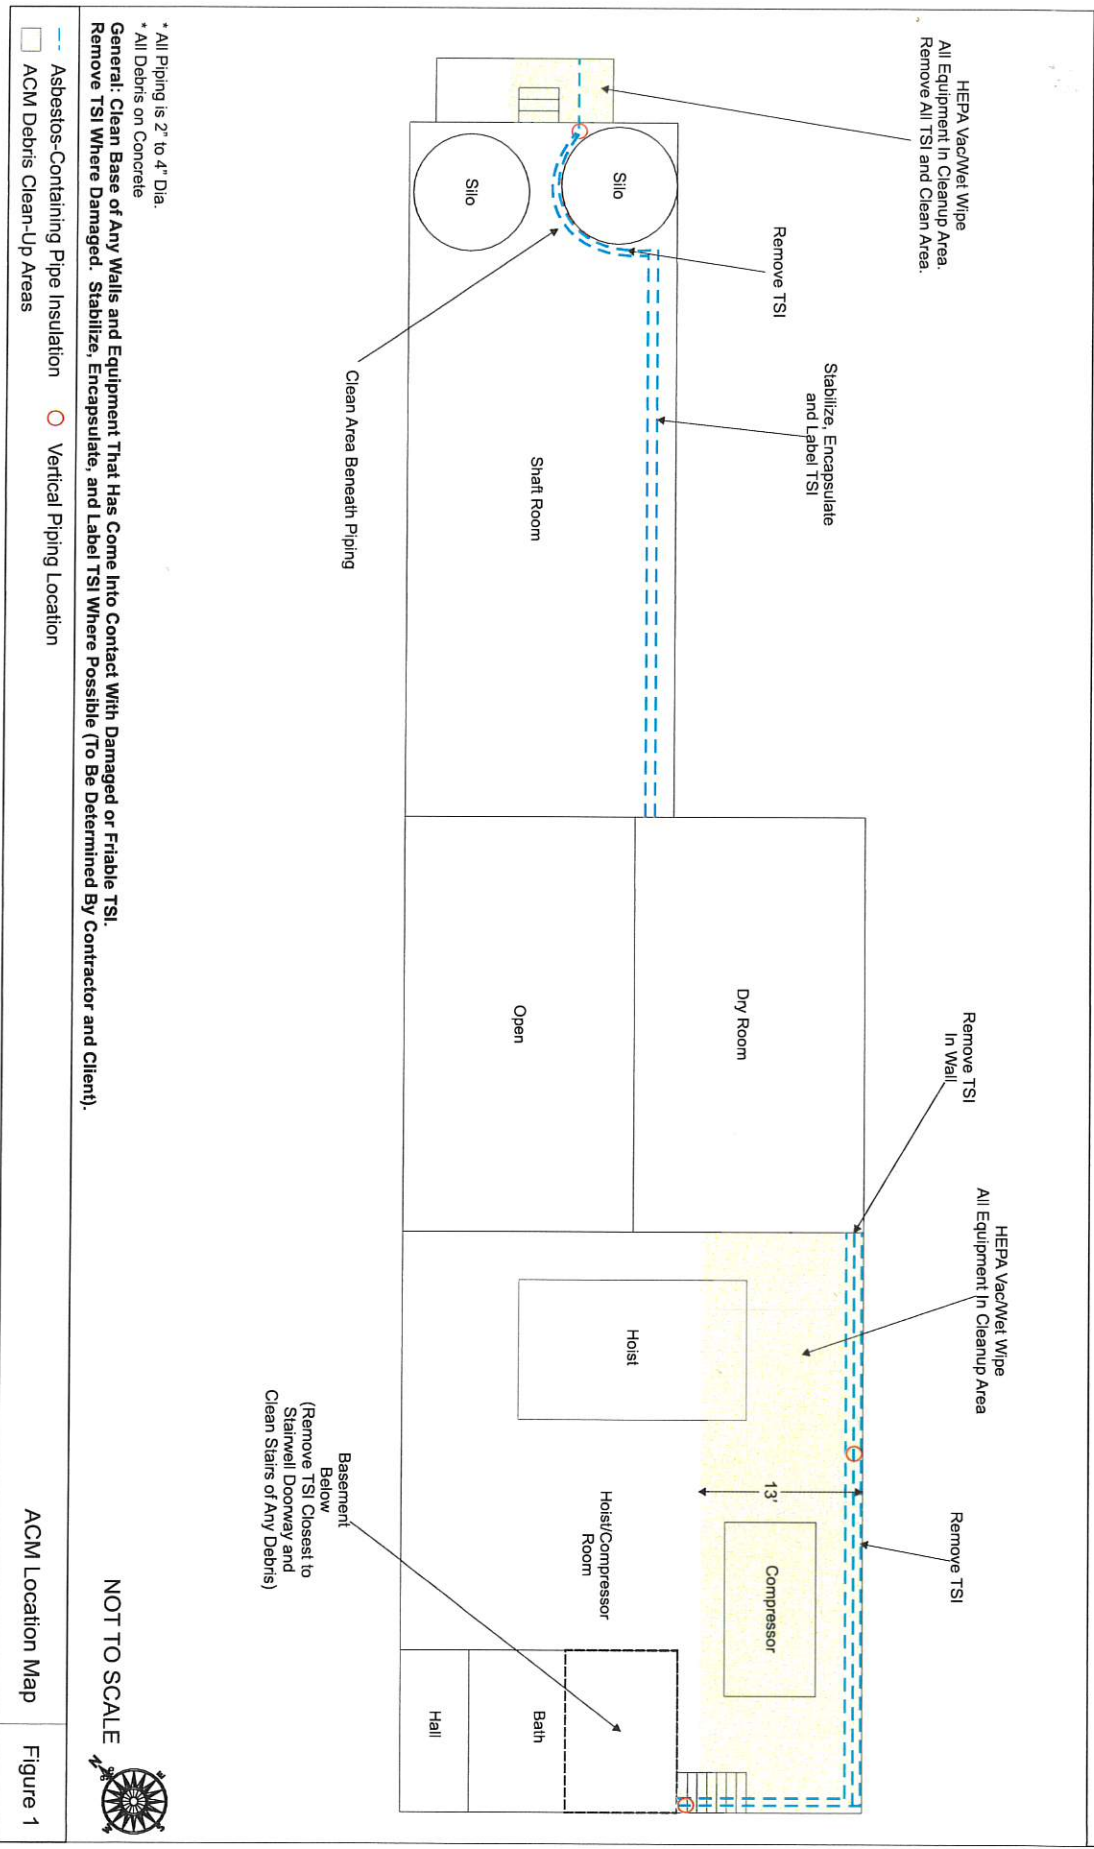 HEPA Vac/Wet Wipe
All Equipment In Cleanup Area.
Remove All TSI and Clean Area.
Remove TSI
Stabilize, Encapsulate
and Label TSI
Remove TSI
In Wall
HEPA Vac/Wet Wipe
All Equipment In Cleanup Area
Remove TSI
Silo
Silo
Shaft Room
Clean Area Beneath Piping
Dry Room
Open
Hoist
13'
Compressor
Hoist/Compressor
Room
Bath
Hall
Basement
Below
(Remove TSI Closest to
Stairwell Doorway and
Clean Stairs of Any Debris)
* All Piping is 2" to 4" Dia.
* All Debris on Concrete
General: Clean Base of Any Walls and Equipment That Has Come Into Contact With Damaged or Friable TSI.
Remove TSI Where Damaged. Stabilize, Encapsulate, and Label TSI Where Possible (To Be Determined By Contractor and Client).
NOT TO SCALE
Asbestos-Containing Pipe Insulation
Vertical Piping Location
ACM Debris Clean-Up Areas
ACM Location Map
Figure 1